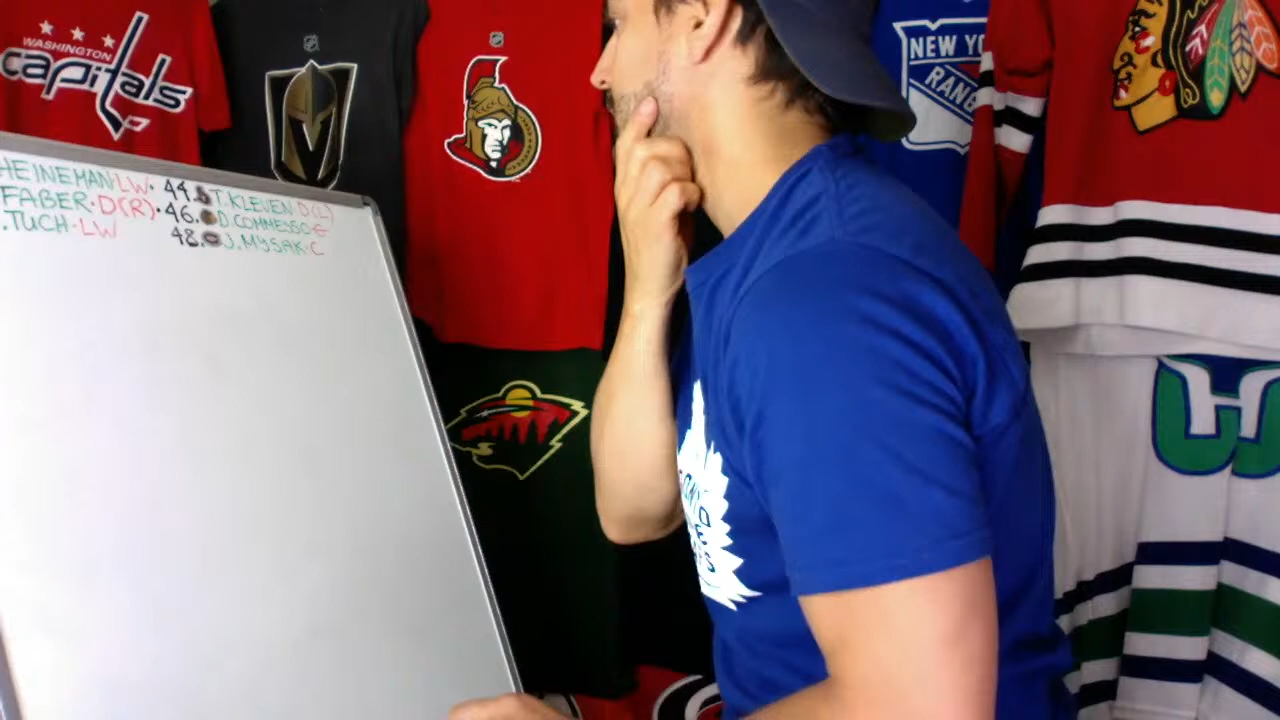 WASHINGTON
capitals
NEW YO
RANG
HEINEMAN·LW· 44. T.KLEVEN·D(L)
FABER·D(R)·46. D.COMMESSO·G
.TUCH·LW 48. J.MYSAK·C